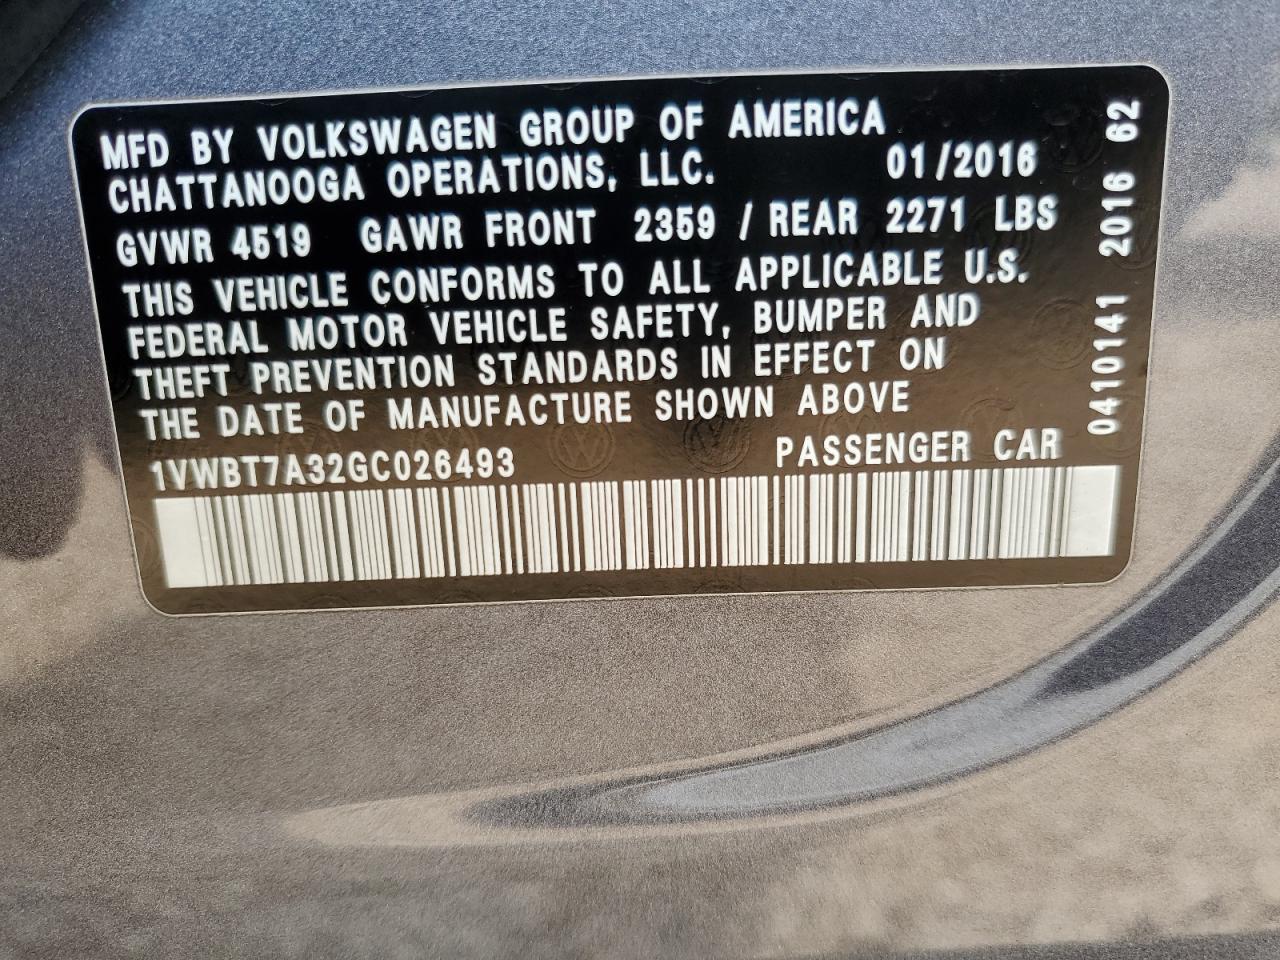 MFD BY VOLKSWAGEN GROUP OF AMERICA
CHATTANOOGA OPERATIONS, LLC. 01/2016
GVWR 4519 GAWR FRONT 2359 / REAR 2271 LBS
THIS VEHICLE CONFORMS TO ALL APPLICABLE U.S.
FEDERAL MOTOR VEHICLE SAFETY, BUMPER AND
THEFT PREVENTION STANDARDS IN EFFECT ON
THE DATE OF MANUFACTURE SHOWN ABOVE
1VWBT7A32GC026493 PASSENGER CAR
0410141 2016 62